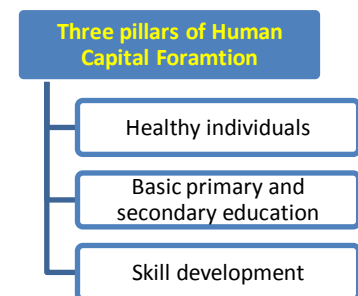 Three pillars of Human
Capital Foramtion
Healthy individuals
Basic primary and
secondary education
Skill development